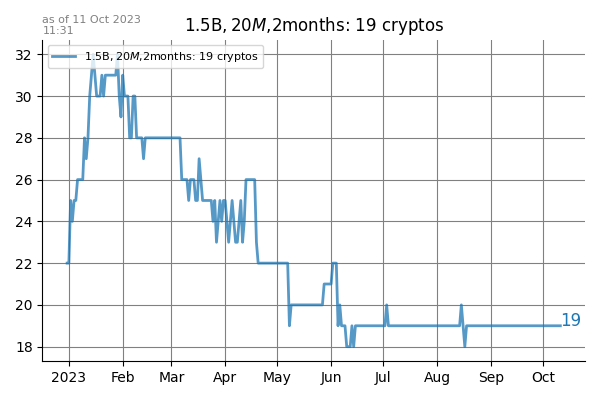 as of 11 Oct 2023
11:31
1.5B, 20M,2months: 19 cryptos
1.5B, 20M,2months: 19 cryptos
32
30
28
26
24
22
20
18
19
2023 Feb Mar Apr May Jun Jul Aug Sep Oct